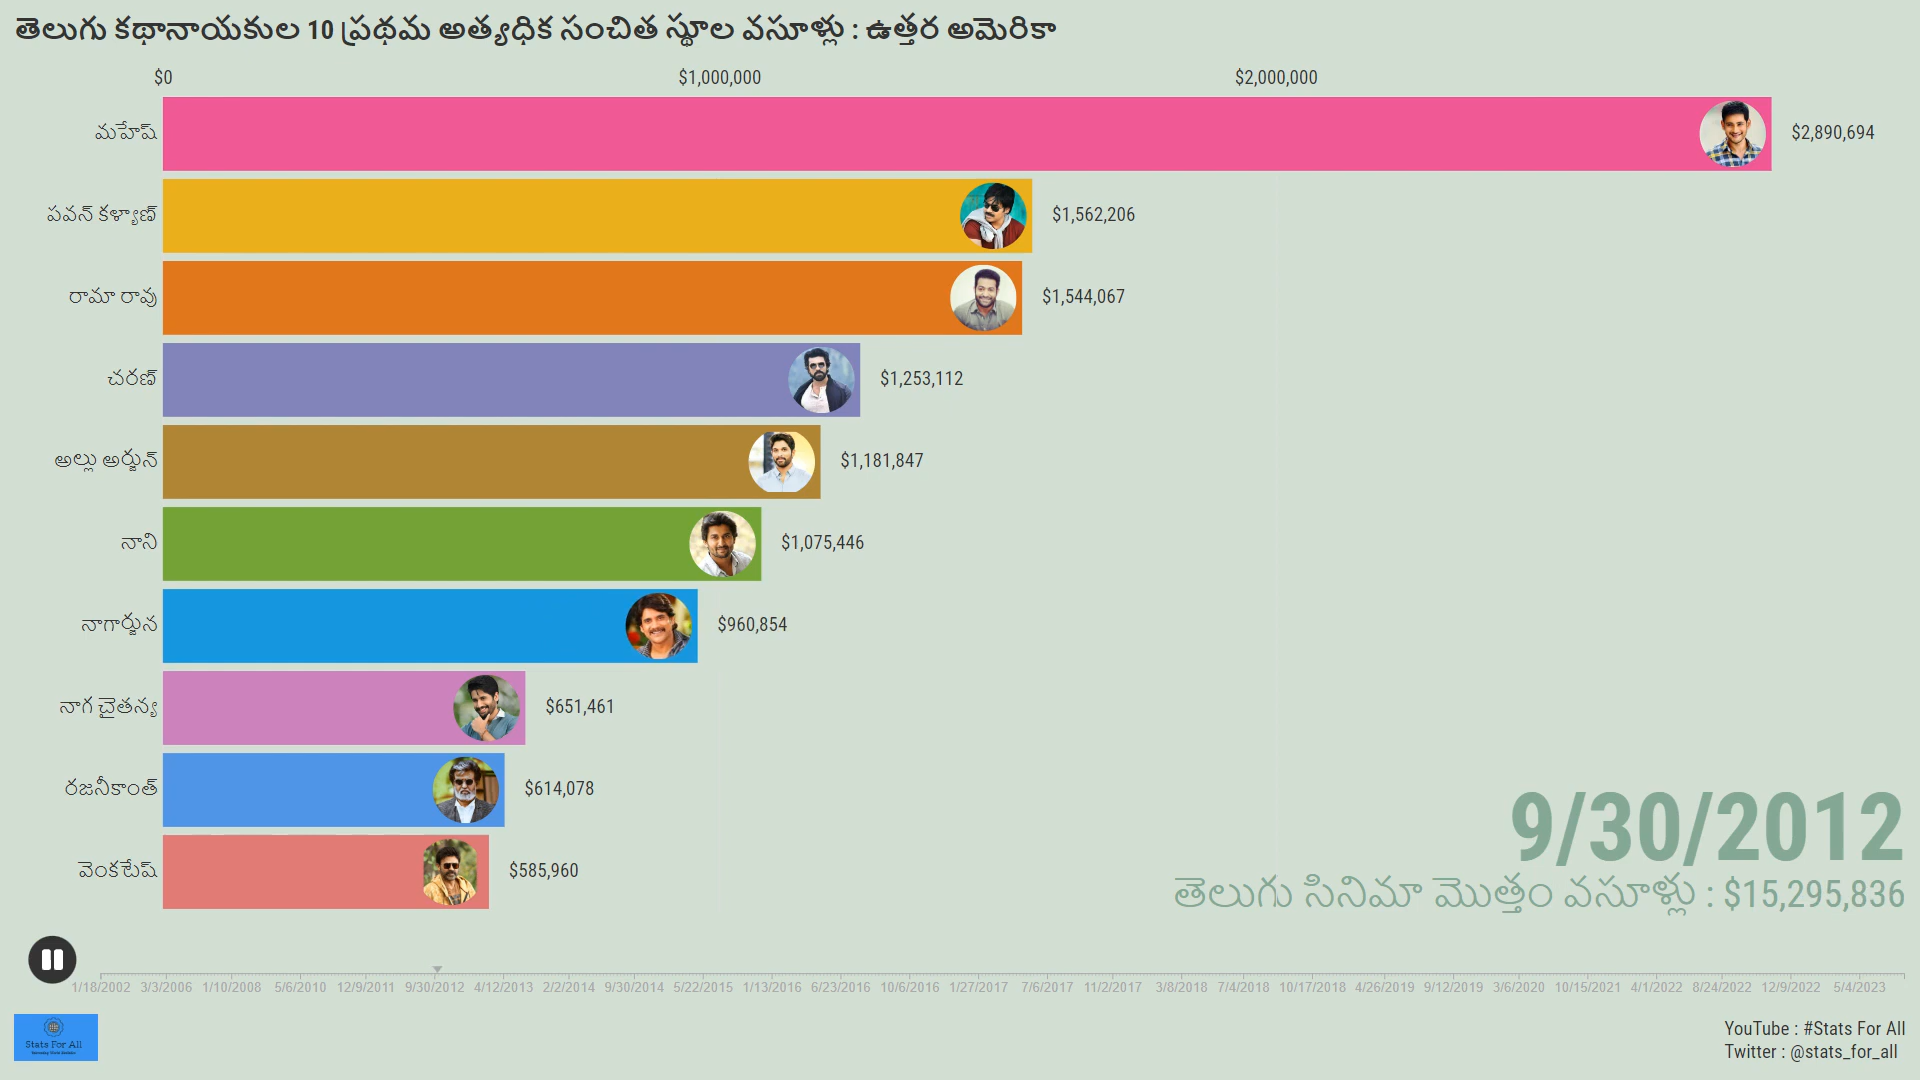 తెలుగు కథానాయకుల 10 ప్రథమ అత్యధిక సంచిత స్థూల వసూళ్లు : ఉత్తర అమెరికా
$0 $1,000,000 $2,000,000
మహేష్ $2,890,694
పవన్ కళ్యాణ్ $1,562,206
రామా రావు $1,544,067
చరణ్ $1,253,112
అల్లు అర్జున్ $1,181,847
నాని $1,075,446
నాగార్జున $960,854
నాగ చైతన్య $651,461
రజనీకాంత్ $614,078
వెంకటేష్ $585,960
9/30/2012
తెలుగు సినిమా మొత్తం వసూళ్లు : $15,295,836
1/18/2002 3/3/2006 1/10/2008 5/6/2010 12/9/2011 9/30/2012 4/12/2013 2/2/2014 9/30/2014 5/22/2015 1/13/2016 6/23/2016 10/6/2016 1/27/2017 7/6/2017 11/2/2017 3/8/2018 7/4/2018 10/17/2018 4/26/2019 9/12/2019 3/6/2020 10/15/2021 4/1/2022 8/24/2022 12/9/2022 5/4/2023
Stats For All
YouTube : #Stats For All
Twitter : @stats_for_all